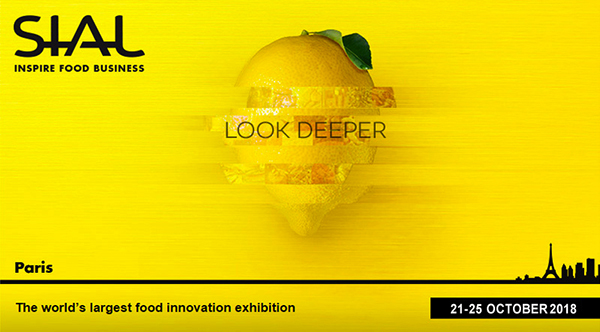 SIAL
INSPIRE FOOD BUSINESS
LOOK DEEPER
Paris
The world's largest food innovation exhibition
21-25 OCTOBER 2018